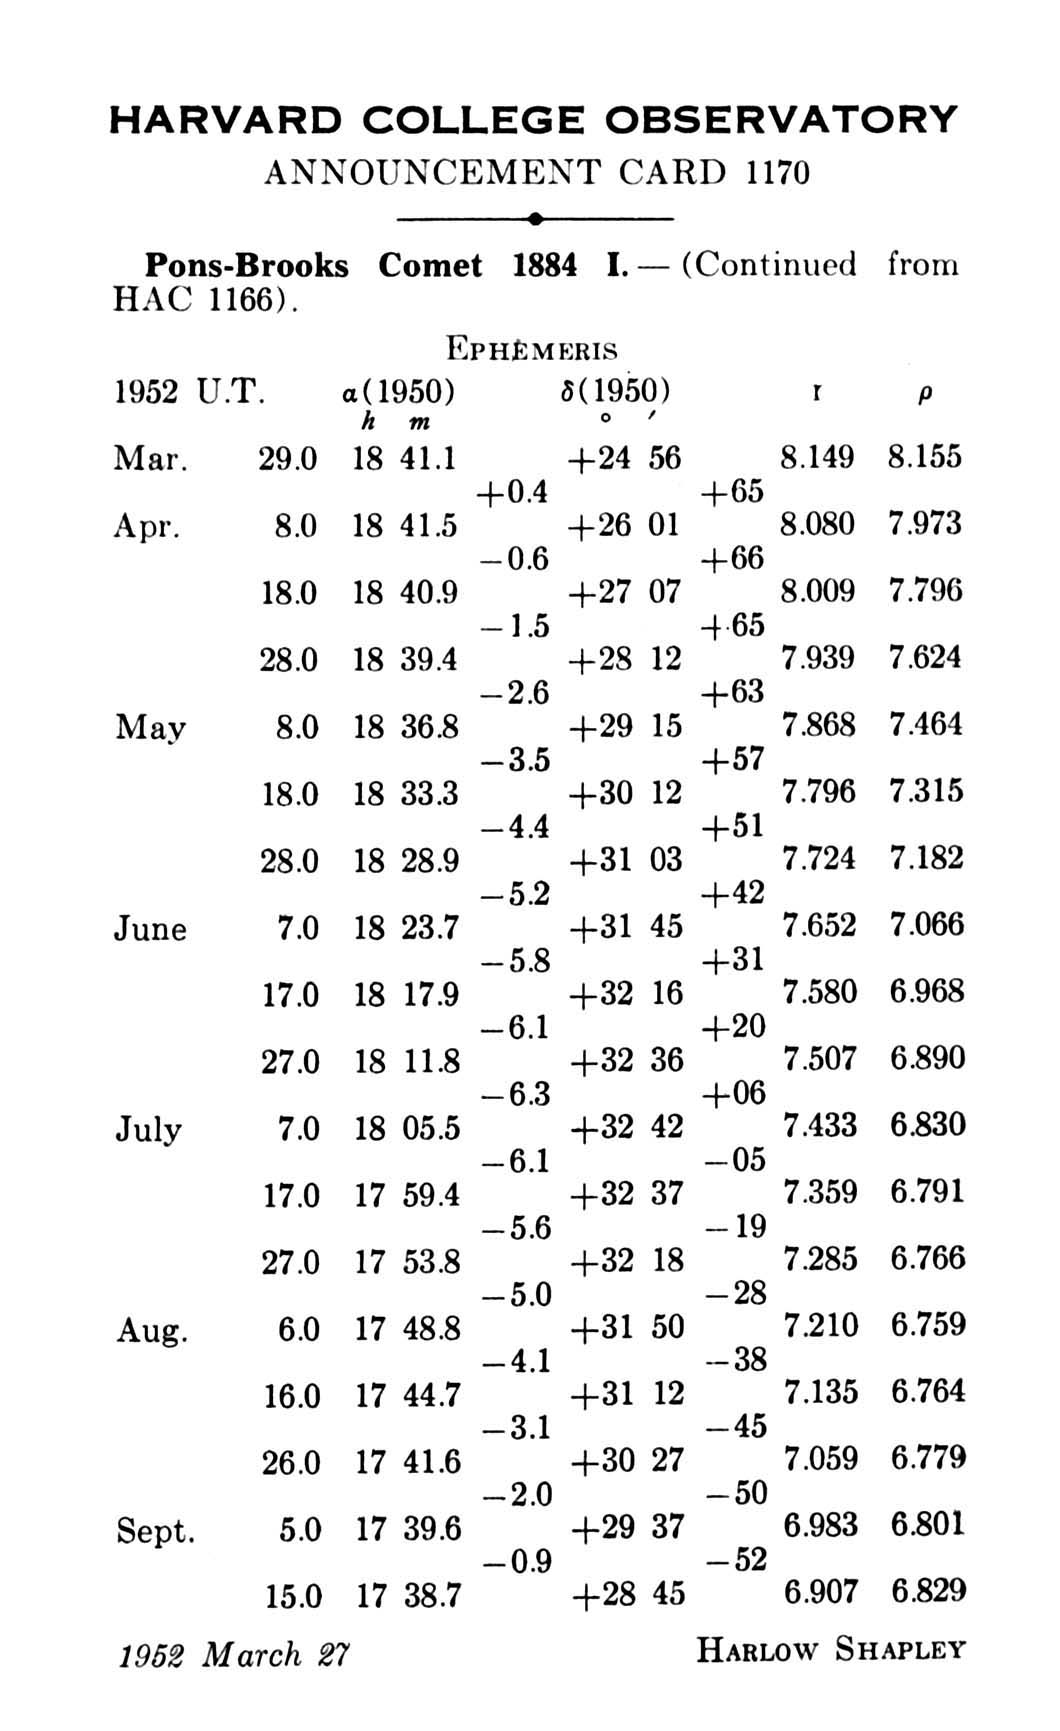 HARVARD COLLEGE OBSERVATORY
ANNOUNCEMENT CARD 1170
Pons-Brooks Comet 1884 I. — (Continued from
HAC 1166).
EPHEMERIS
1952 U.T. α(1950) δ(1950) r ρ
h m ° ′
Mar. 29.0 18 41.1 +24 56 8.149 8.155
+0.4 +65
Apr. 8.0 18 41.5 +26 01 8.080 7.973
−0.6 +66
18.0 18 40.9 +27 07 8.009 7.796
−1.5 +65
28.0 18 39.4 +28 12 7.939 7.624
−2.6 +63
May 8.0 18 36.8 +29 15 7.868 7.464
−3.5 +57
18.0 18 33.3 +30 12 7.796 7.315
−4.4 +51
28.0 18 28.9 +31 03 7.724 7.182
−5.2 +42
June 7.0 18 23.7 +31 45 7.652 7.066
−5.8 +31
17.0 18 17.9 +32 16 7.580 6.968
−6.1 +20
27.0 18 11.8 +32 36 7.507 6.890
−6.3 +06
July 7.0 18 05.5 +32 42 7.433 6.830
−6.1 −05
17.0 17 59.4 +32 37 7.359 6.791
−5.6 −19
27.0 17 53.8 +32 18 7.285 6.766
−5.0 −28
Aug. 6.0 17 48.8 +31 50 7.210 6.759
−4.1 −38
16.0 17 44.7 +31 12 7.135 6.764
−3.1 −45
26.0 17 41.6 +30 27 7.059 6.779
−2.0 −50
Sept. 5.0 17 39.6 +29 37 6.983 6.801
−0.9 −52
15.0 17 38.7 +28 45 6.907 6.829
1952 March 27 HARLOW SHAPLEY